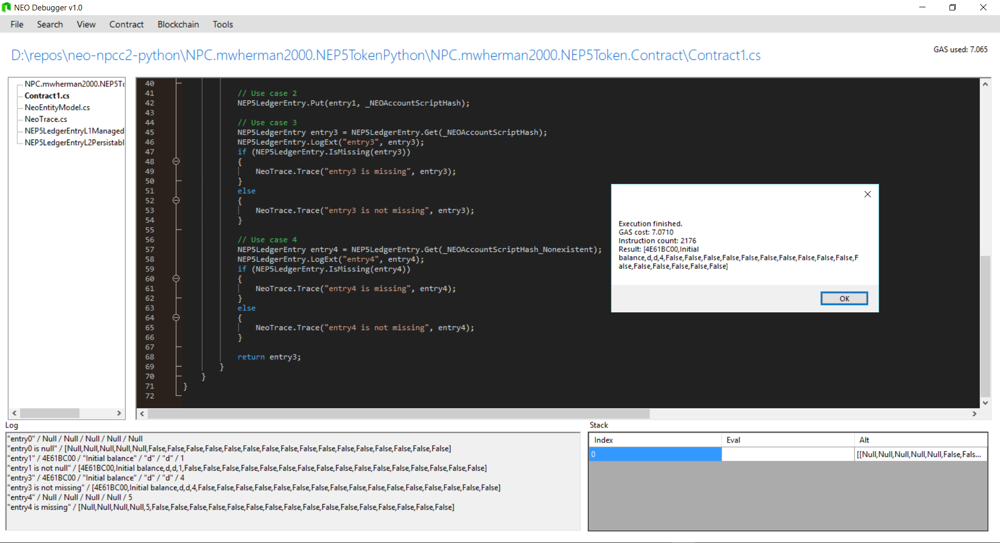 NEO Debugger v1.0
File Search View Contract Blockchain Tools
D:\repos\neo-npcc2-python\NPC.mwherman2000.NEP5TokenPython\NPC.mwherman2000.NEP5Token.Contract\Contract1.cs
GAS used: 7.065
NPC.mwherman2000.NEP5To
Contract1.cs
NeoEntityModel.cs
NeoTrace.cs
NEP5LedgerEntryL1Managed
NEP5LedgerEntryL2Persistabl
40
41 // Use case 2
42 NEP5LedgerEntry.Put(entry1, _NEOAccountScriptHash);
43
44 // Use case 3
45 NEP5LedgerEntry entry3 = NEP5LedgerEntry.Get(_NEOAccountScriptHash);
46 NEP5LedgerEntry.LogExt("entry3", entry3);
47 if (NEP5LedgerEntry.IsMissing(entry3))
48 {
49 NeoTrace.Trace("entry3 is missing", entry3);
50 }
51 else
52 {
53 NeoTrace.Trace("entry3 is not missing", entry3);
54 }
55
56 // Use case 4
57 NEP5LedgerEntry entry4 = NEP5LedgerEntry.Get(_NEOAccountScriptHash_Nonexistent);
58 NEP5LedgerEntry.LogExt("entry4", entry4);
59 if (NEP5LedgerEntry.IsMissing(entry4))
60 {
61 NeoTrace.Trace("entry4 is missing", entry4);
62 }
63 else
64 {
65 NeoTrace.Trace("entry4 is not missing", entry4);
66 }
67
68 return entry3;
69 }
70 }
71 }
72
Execution finished.
GAS cost: 7.0710
Instruction count: 2176
Result: [4E61BC00,Initial
balance,d,d,4,False,False,False,False,False,False,False,False,False,False,F
alse,False,False,False,False,False]
OK
Log
"entry0" / Null / Null / Null / Null / Null
"entry0 is null" / [Null,Null,Null,Null,Null,False,False,False,False,False,False,False,False,False,False,False,False,False,False,False,False]
"entry1" / 4E61BC00 / "Initial balance" / "d" / "d" / 1
"entry1 is not null" / [4E61BC00,Initial balance,d,d,1,False,False,False,False,False,False,False,False,False,False,False,False,False,False,False,False]
"entry3" / 4E61BC00 / "Initial balance" / "d" / "d" / 4
"entry3 is not missing" / [4E61BC00,Initial balance,d,d,4,False,False,False,False,False,False,False,False,False,False,False,False,False,False,False,False]
"entry4" / Null / Null / Null / Null / 5
"entry4 is missing" / [Null,Null,Null,Null,5,False,False,False,False,False,False,False,False,False,False,False,False,False,False,False,False]
Stack
Index Eval Alt
0 [[Null,Null,Null,Null,Null,False,Fals...